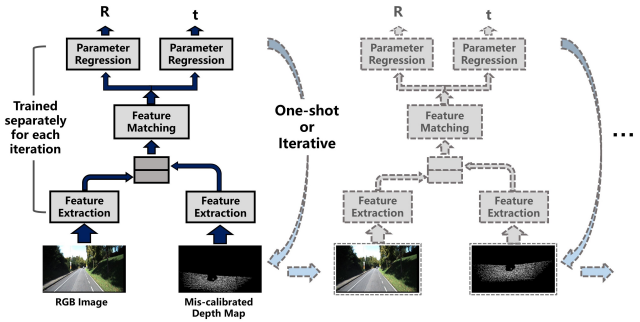 R
t
Parameter
Regression
Parameter
Regression
Trained
separately
for each
iteration
Feature
Matching
Feature
Extraction
Feature
Extraction
RGB Image
Mis-calibrated
Depth Map
One-shot
or
Iterative
R
t
Parameter
Regression
Parameter
Regression
Feature
Matching
Feature
Extraction
Feature
Extraction
...